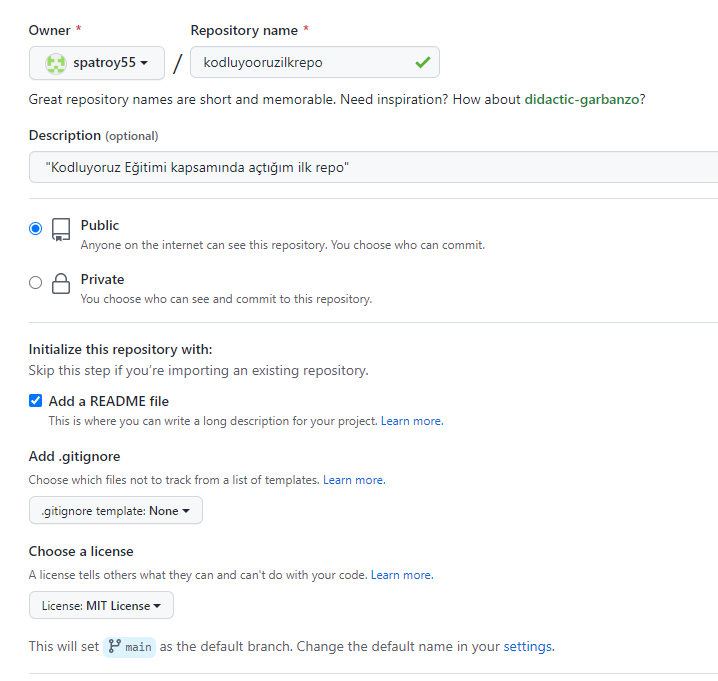 Owner * Repository name *
spatroy55 / kodluyooruzilkrepo
Great repository names are short and memorable. Need inspiration? How about didactic-garbanzo?
Description (optional)
"Kodluyoruz Eğitimi kapsamında açtığım ilk repo"
Public
Anyone on the internet can see this repository. You choose who can commit.
Private
You choose who can see and commit to this repository.
Initialize this repository with:
Skip this step if you're importing an existing repository.
Add a README file
This is where you can write a long description for your project. Learn more.
Add .gitignore
Choose which files not to track from a list of templates. Learn more.
.gitignore template: None
Choose a license
A license tells others what they can and can't do with your code. Learn more.
License: MIT License
This will set main as the default branch. Change the default name in your settings.